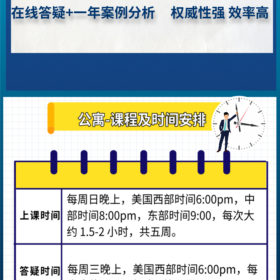 在线答疑+一年案例分析 权威性强 效率高
公寓-课程及时间安排
上课时间
每周日晚上，美国西部时间6:00pm，中
部时间8:00pm，东部时间9:00，每次大
约 1.5-2 小时，共五周。
答疑时间
每周三晚上，美国西部时间6:00pm，每